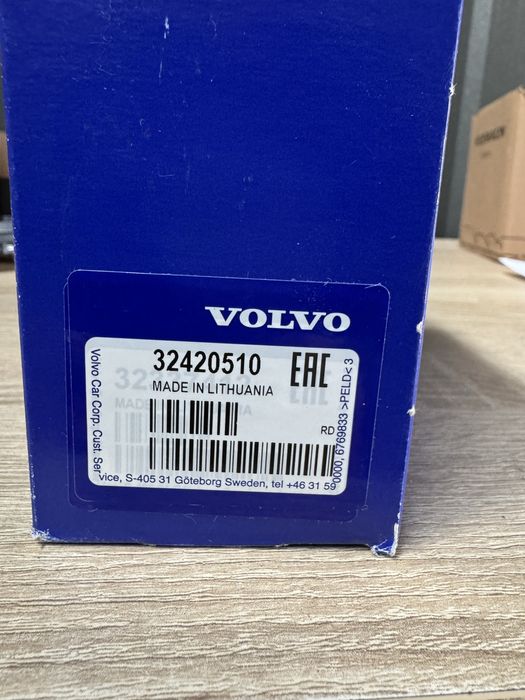 VOLVO
32420510
EAC
MADE IN LITHUANIA
RD
Volvo Car Corp. Cust. Service, S-405 31 Göteborg Sweden, tel +46 31 59 0000, 6769833 >PELD< 3